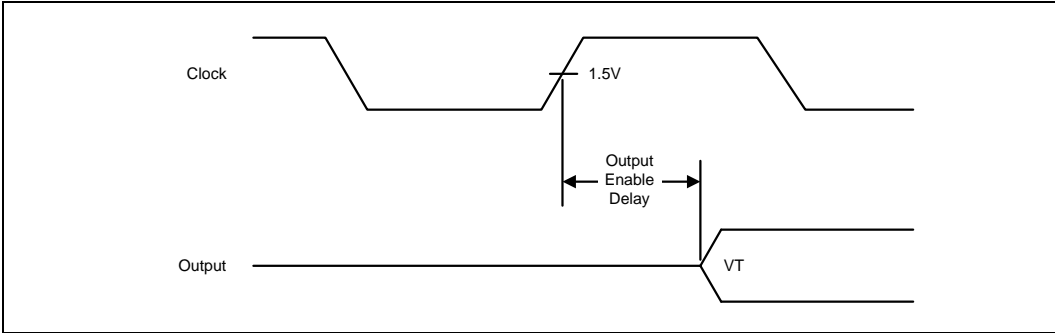 Clock
1.5V
Output
Enable
Delay
Output
VT